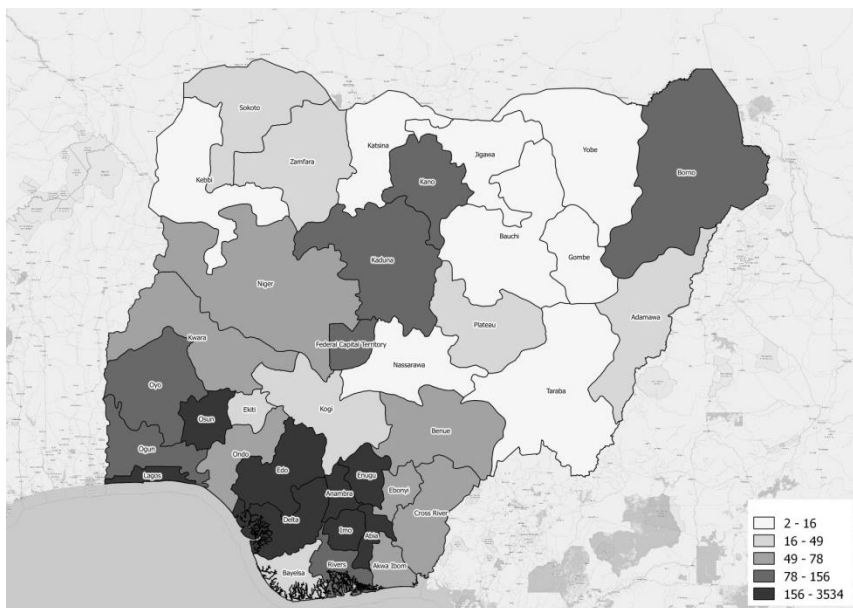 Sokoto
Katsina
Yobe
Jigawa
Zamfara
Borno
Kebbi
Kano
Bauchi
Kaduna
Gombe
Niger
Adamawa
Plateau
Kwara
Federal Capital Territory
Nassarawa
Oyo
Taraba
Ekiti
Kogi
Osun
Benue
Ogun
Ondo
Edo
Enugu
Lagos
Anambra
Ebonyi
Cross River
Delta
Imo
Abia
Rivers
Akwa Ibom
Bayelsa
2 - 16
16 - 49
49 - 78
78 - 156
156 - 3534